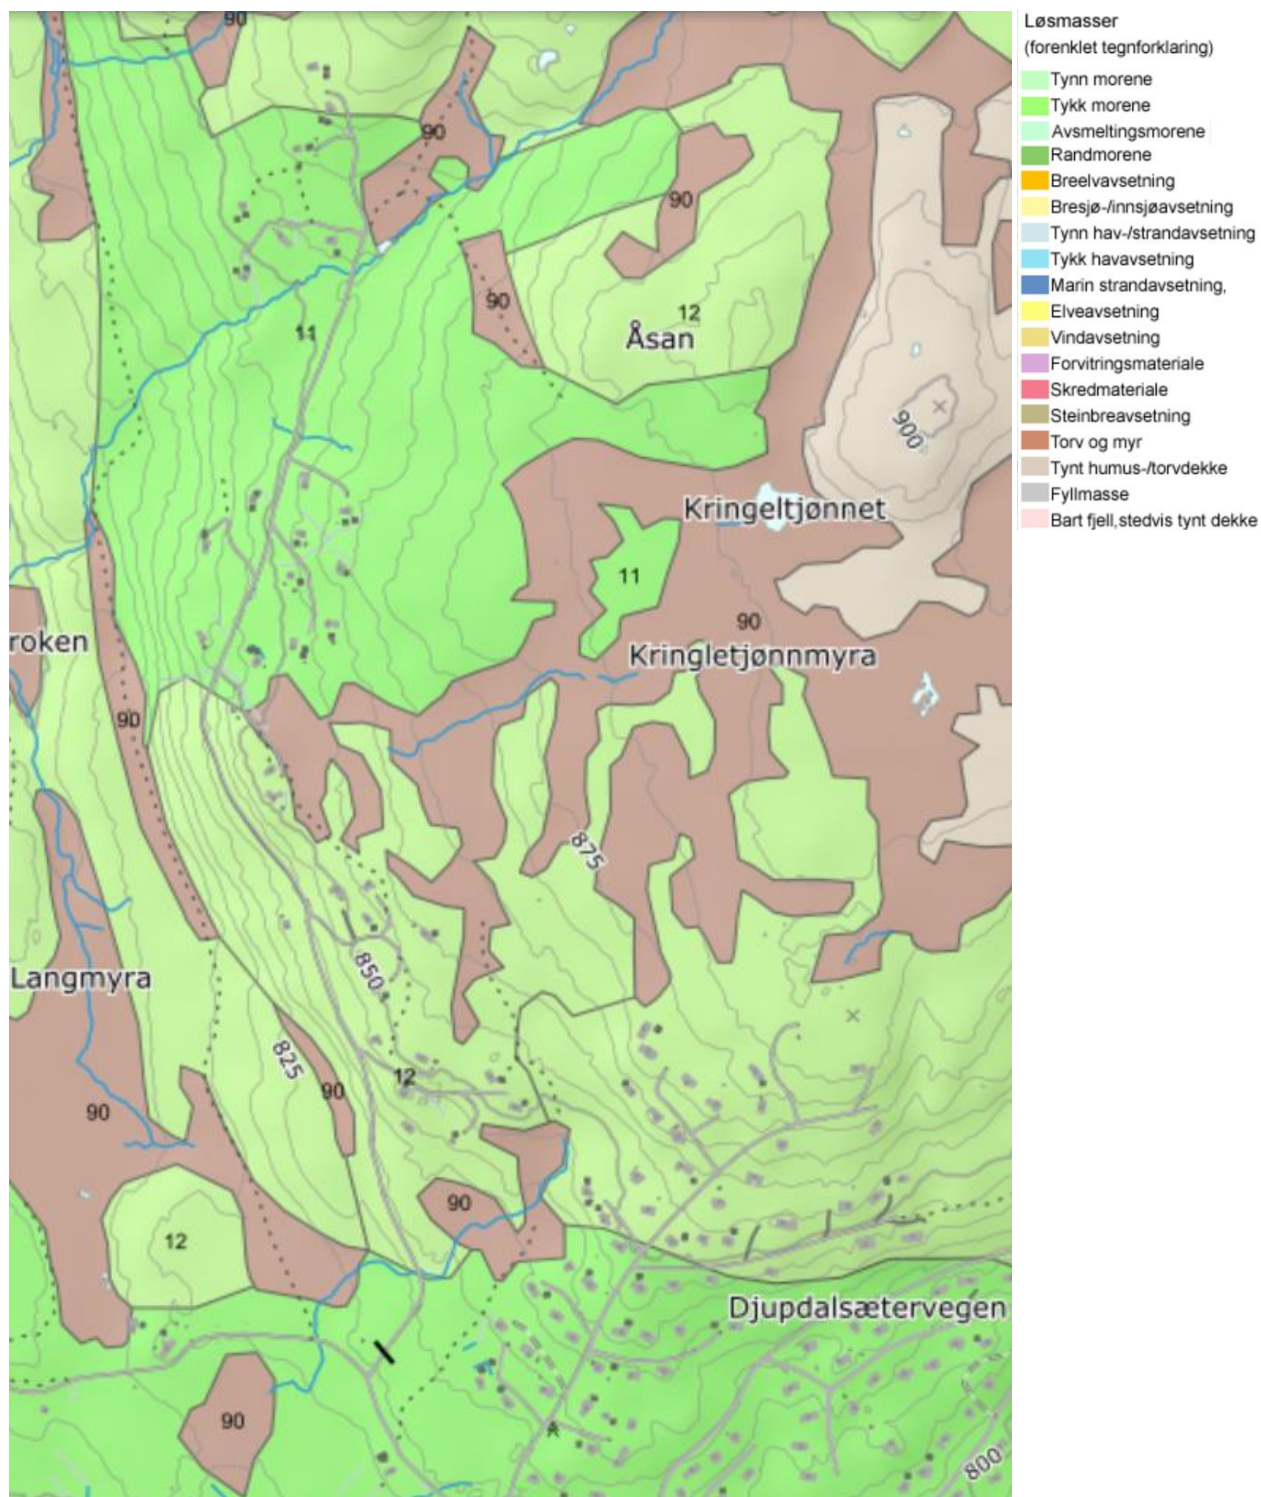 Løsmasser
(forenklet tegnforklaring)
Tynn morene
Tykk morene
Avsmeltingsmorene
Randmorene
Breelvavsetning
Bresjø-/innsjøavsetning
Tynn hav-/strandavsetning
Tykk havavsetning
Marin strandavsetning,
Elveavsetning
Vindavsetning
Forvitringsmateriale
Skredmateriale
Steinbreavsetning
Torv og myr
Tynt humus-/torvdekke
Fyllmasse
Bart fjell,stedvis tynt dekke
90
90
90
90
12
11
Åsan
900
Kringeltjønnet
11
90
roken
Kringletjønnmyra
90
875
850
Langmyra
825
12
90
90
90
12
Djupdalsætervegen
90
800